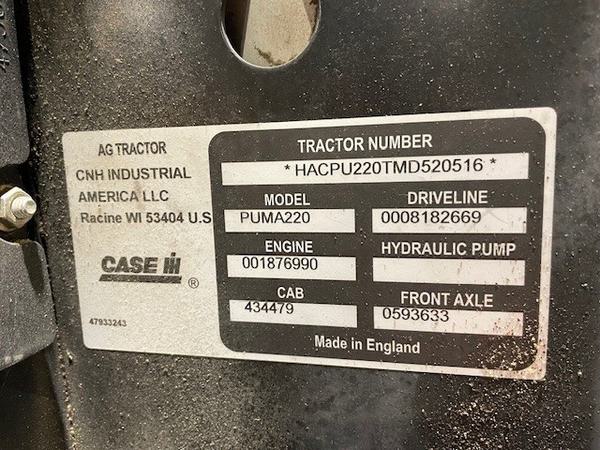 AG TRACTOR
CNH INDUSTRIAL
AMERICA LLC
Racine WI 53404 U.S
CASE IH
®
47933243
TRACTOR NUMBER
* HACPU220TMD520516 *
MODEL DRIVELINE
PUMA220 0008182669
ENGINE HYDRAULIC PUMP
001876990
CAB FRONT AXLE
434479 0593633
Made in England